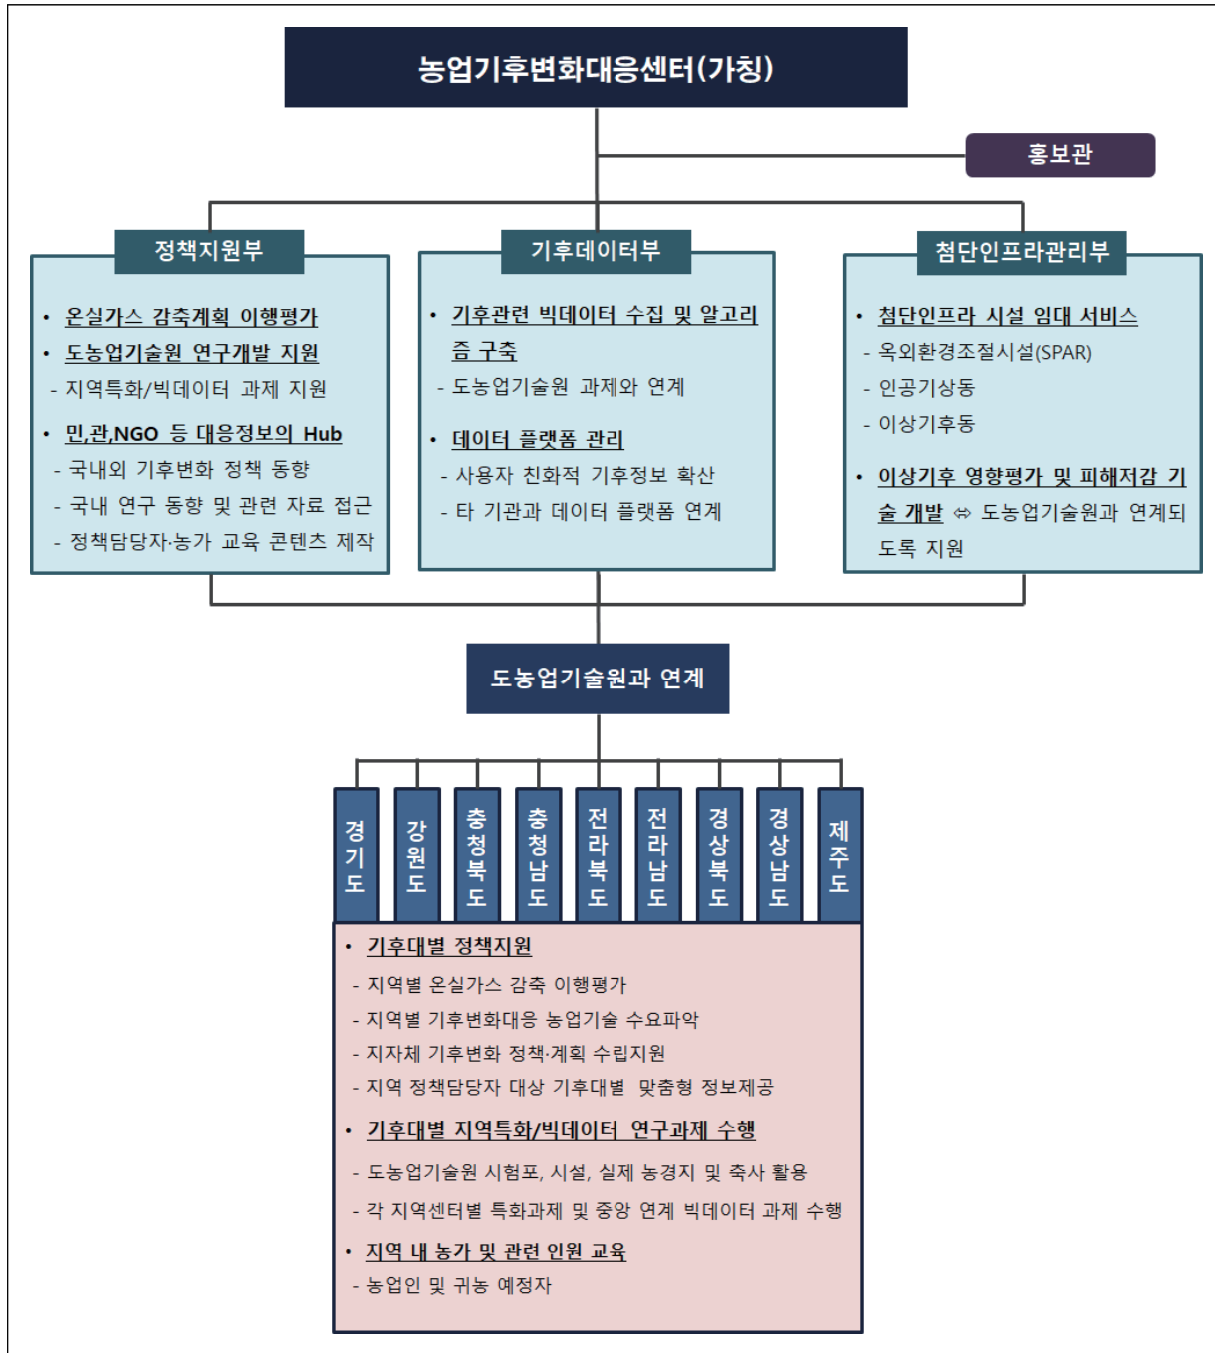 농업기후변화대응센터(가칭)
홍보관
정책지원부
• 온실가스 감축계획 이행평가
• 도농업기술원 연구개발 지원
- 지역특화/빅데이터 과제 지원
• 민,관,NGO 등 대응정보의 Hub
- 국내외 기후변화 정책 동향
- 국내 연구 동향 및 관련 자료 접근
- 정책담당자·농가 교육 콘텐츠 제작
기후데이터부
• 기후관련 빅데이터 수집 및 알고리
즘 구축
- 도농업기술원 과제와 연계
• 데이터 플랫폼 관리
- 사용자 친화적 기후정보 확산
- 타 기관과 데이터 플랫폼 연계
첨단인프라관리부
• 첨단인프라 시설 임대 서비스
- 옥외환경조절시설(SPAR)
- 인공기상동
- 이상기후동
• 이상기후 영향평가 및 피해저감 기
술 개발 ⇔ 도농업기술원과 연계되
도록 지원
도농업기술원과 연계
경기도
강원도
충청북도
충청남도
전라북도
전라남도
경상북도
경상남도
제주도
• 기후대별 정책지원
- 지역별 온실가스 감축 이행평가
- 지역별 기후변화대응 농업기술 수요파악
- 지자체 기후변화 정책·계획 수립지원
- 지역 정책담당자 대상 기후대별 맞춤형 정보제공
• 기후대별 지역특화/빅데이터 연구과제 수행
- 도농업기술원 시험포, 시설, 실제 농경지 및 축사 활용
- 각 지역센터별 특화과제 및 중앙 연계 빅데이터 과제 수행
• 지역 내 농가 및 관련 인원 교육
- 농업인 및 귀농 예정자